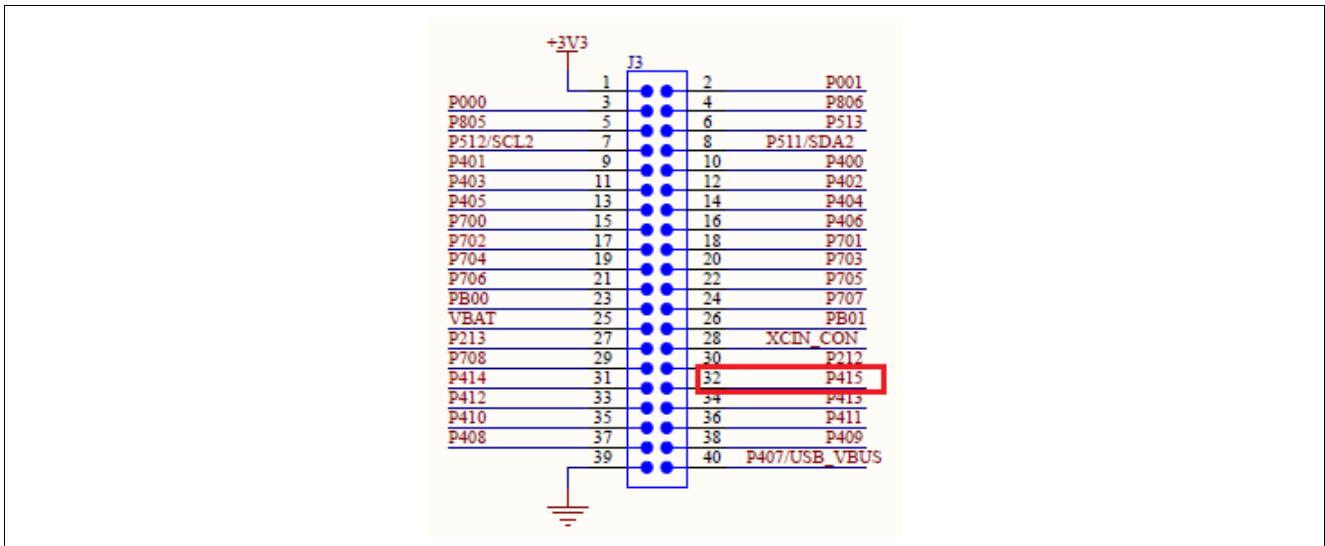 +3V3
J3
1 2 P001
P000 3 4 P806
P805 5 6 P513
P512/SCL2 7 8 P511/SDA2
P401 9 10 P400
P403 11 12 P402
P405 13 14 P404
P700 15 16 P406
P702 17 18 P701
P704 19 20 P703
P706 21 22 P705
PB00 23 24 P707
VBAT 25 26 PB01
P213 27 28 XCIN_CON
P708 29 30 P212
P414 31 32 P415
P412 33 34 P413
P410 35 36 P411
P408 37 38 P409
39 40 P407/USB_VBUS